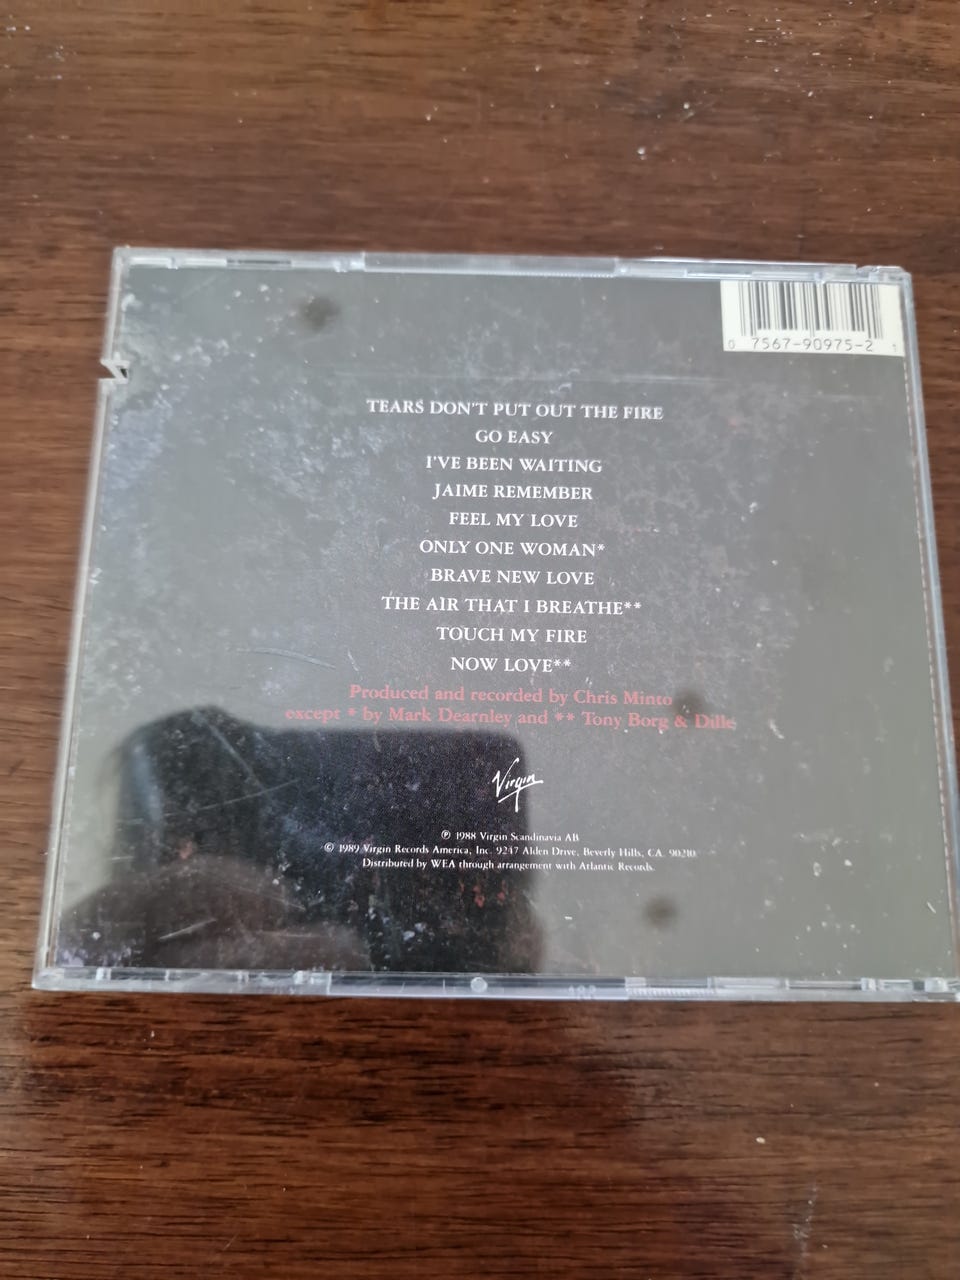 0 7567-90975-2 1
TEARS DON'T PUT OUT THE FIRE
GO EASY
I'VE BEEN WAITING
JAIME REMEMBER
FEEL MY LOVE
ONLY ONE WOMAN*
BRAVE NEW LOVE
THE AIR THAT I BREATHE**
TOUCH MY FIRE
NOW LOVE**
Produced and recorded by Chris Minto
except * by Mark Dearnley and ** Tony Borg & Dille
Virgin
℗ 1988 Virgin Scandinavia AB
© 1989 Virgin Records America, Inc. 9247 Alden Drive, Beverly Hills, CA. 90210.
Distributed by WEA through arrangement with Atlantic Records.